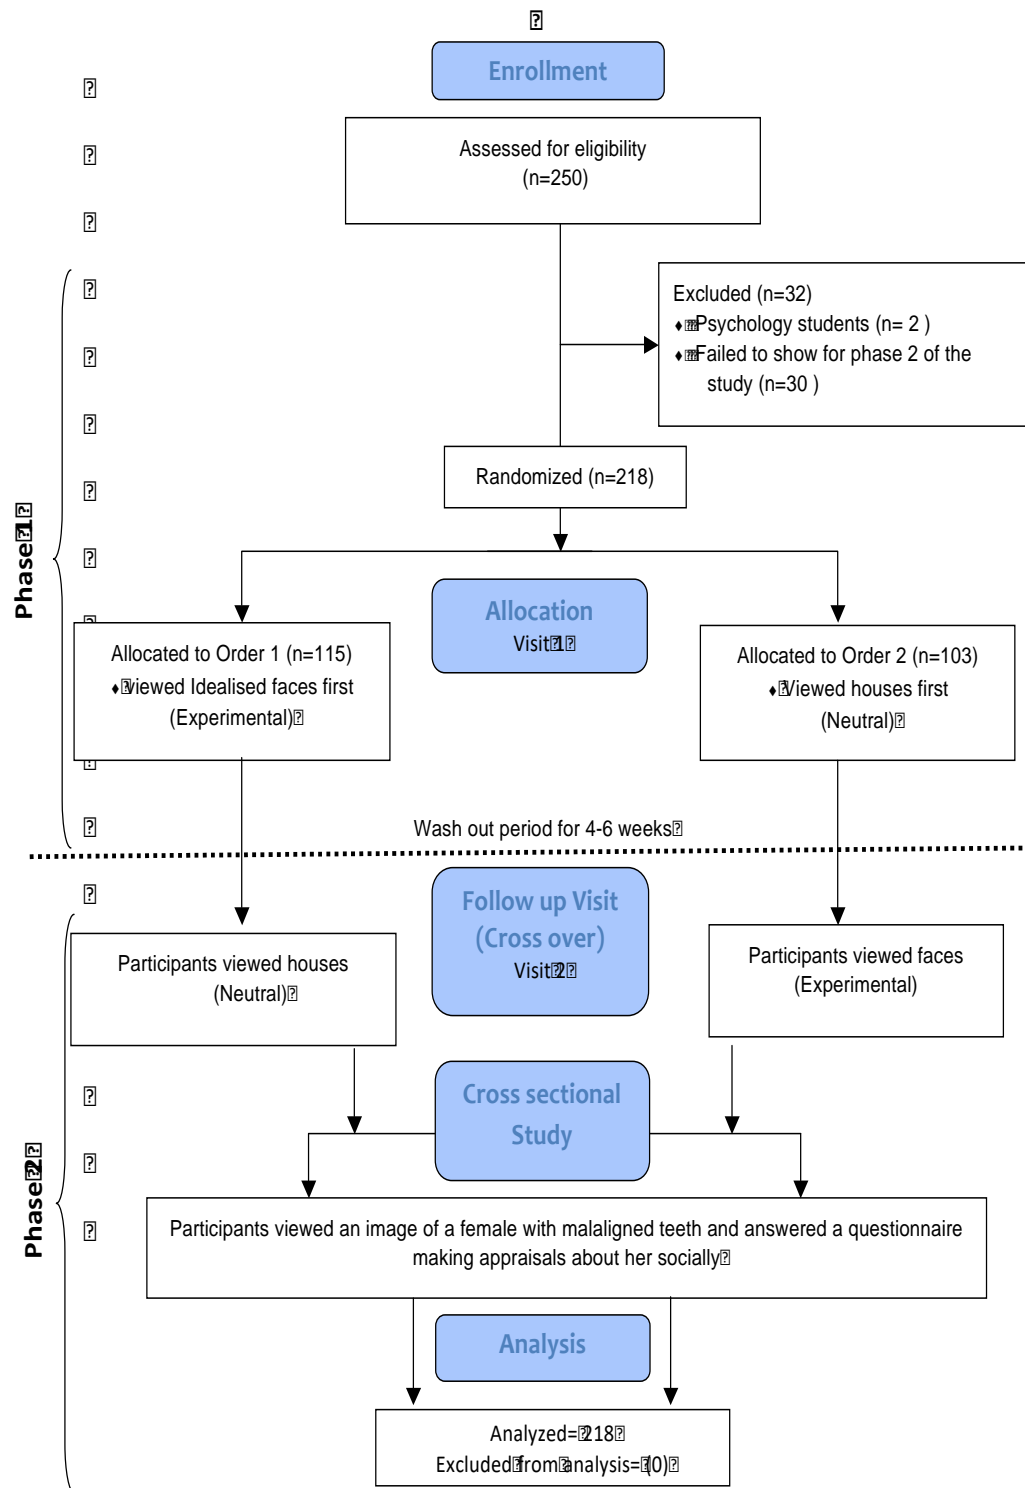 Enrollment
Assessed for eligibility
(n=250)
Excluded (n=32)
♦ Psychology students (n= 2 )
♦ Failed to show for phase 2 of the
study (n=30 )
Randomized (n=218)
Phase 1
Allocation
Visit 1
Allocated to Order 1 (n=115)
♦ Viewed Idealised faces first
(Experimental)
Allocated to Order 2 (n=103)
♦ Viewed houses first
(Neutral)
Wash out period for 4-6 weeks
Follow up Visit
(Cross over)
Visit 2
Participants viewed houses
(Neutral)
Participants viewed faces
(Experimental)
Phase 2
Cross sectional
Study
Participants viewed an image of a female with malaligned teeth and answered a questionnaire
making appraisals about her socially
Analysis
Analyzed= 218
Excluded from analysis= (0)